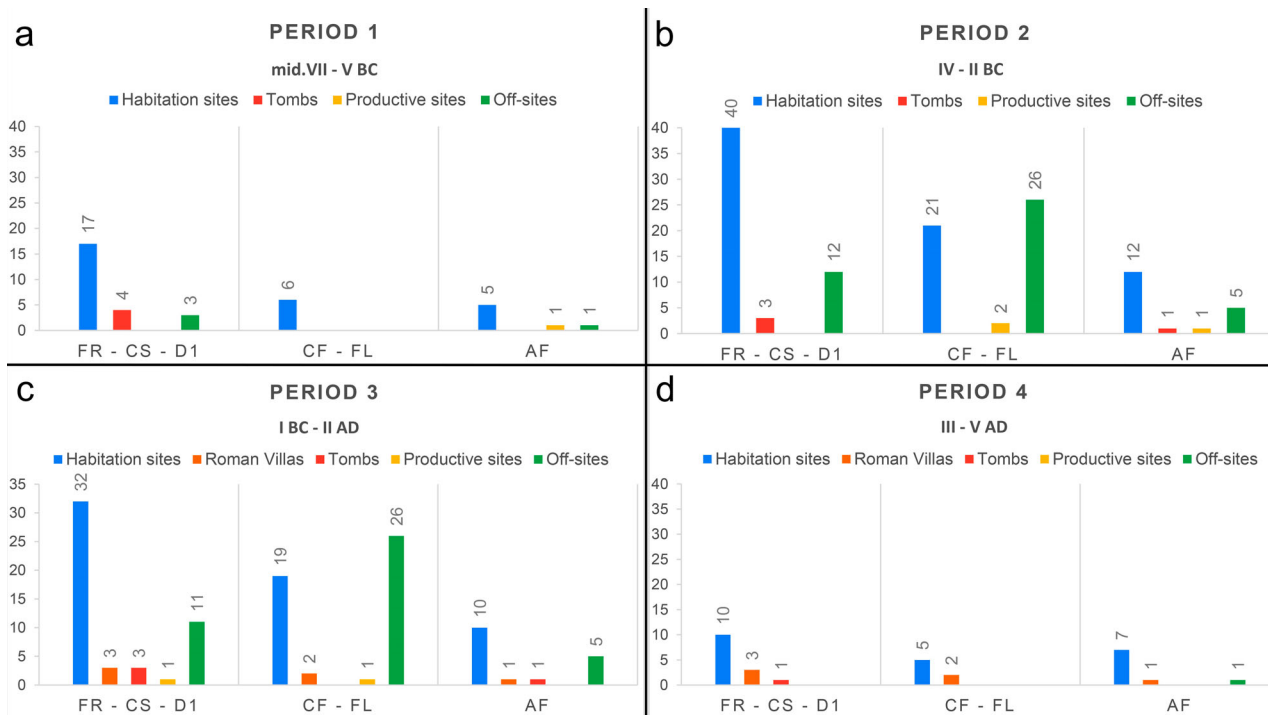 a
PERIOD 1
mid.VII - V BC
Habitation sites Tombs Productive sites Off-sites
40
35
30
25
20
15
10
5
0
17 4 3 6 5 1 1
FR - CS - D1 CF - FL AF
b
PERIOD 2
IV - II BC
Habitation sites Tombs Productive sites Off-sites
40
35
30
25
20
15
10
5
0
40 3 12 21 2 26 12 1 1 5
FR - CS - D1 CF - FL AF
c
PERIOD 3
I BC - II AD
Habitation sites Roman Villas Tombs Productive sites Off-sites
35
30
25
20
15
10
5
0
32 3 3 1 11 19 2 1 26 10 1 1 5
FR - CS - D1 CF - FL AF
d
PERIOD 4
III - V AD
Habitation sites Roman Villas Tombs Productive sites Off-sites
40
35
30
25
20
15
10
5
0
10 3 1 5 2 7 1 1
FR - CS - D1 CF - FL AF